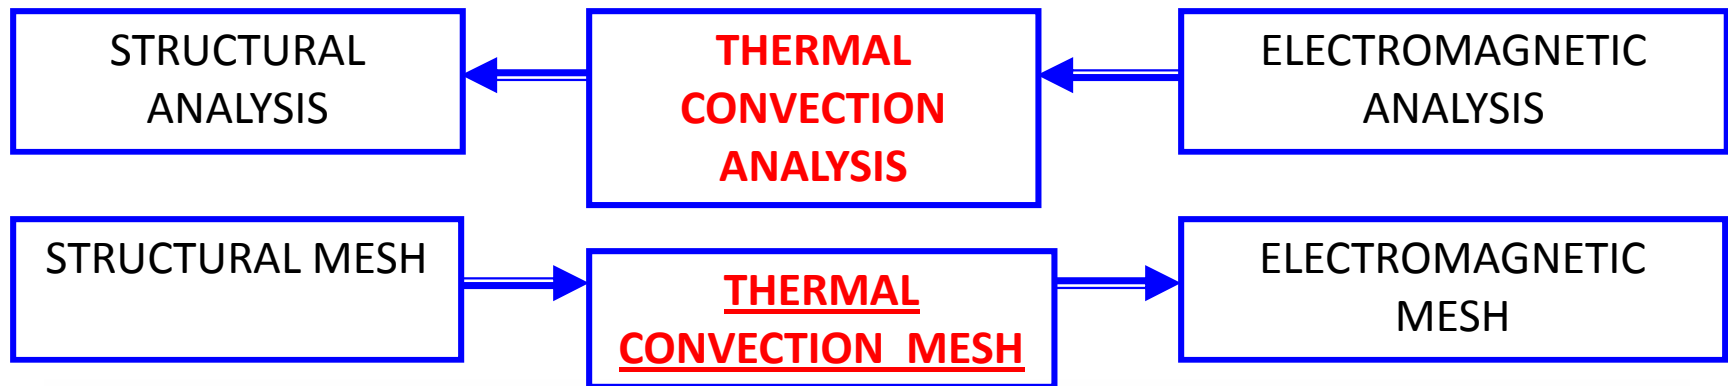 STRUCTURAL
ANALYSIS
THERMAL
CONVECTION
ANALYSIS
ELECTROMAGNETIC
ANALYSIS
STRUCTURAL MESH
THERMAL
CONVECTION  MESH
ELECTROMAGNETIC
MESH